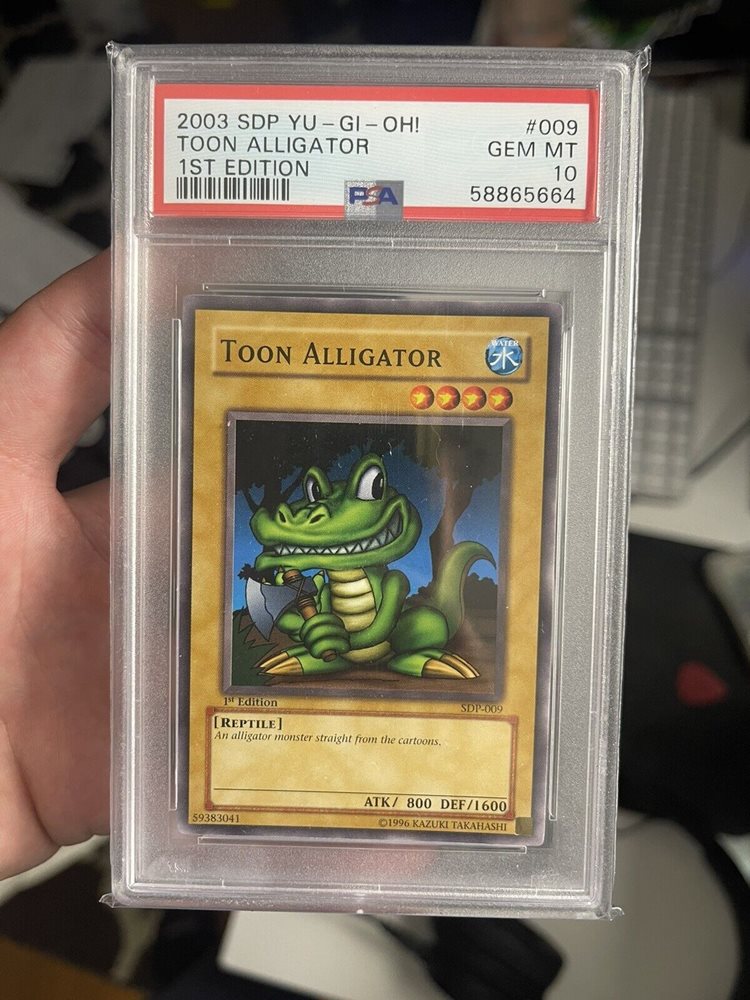 2003 SDP YU-GI-OH! #009
TOON ALLIGATOR GEM MT
1ST EDITION 10
PSA 58865664
TOON ALLIGATOR
WATER
水
1st Edition SDP-009
[REPTILE]
An alligator monster straight from the cartoons.
ATK/ 800 DEF/1600
59383041 ©1996 KAZUKI TAKAHASHI